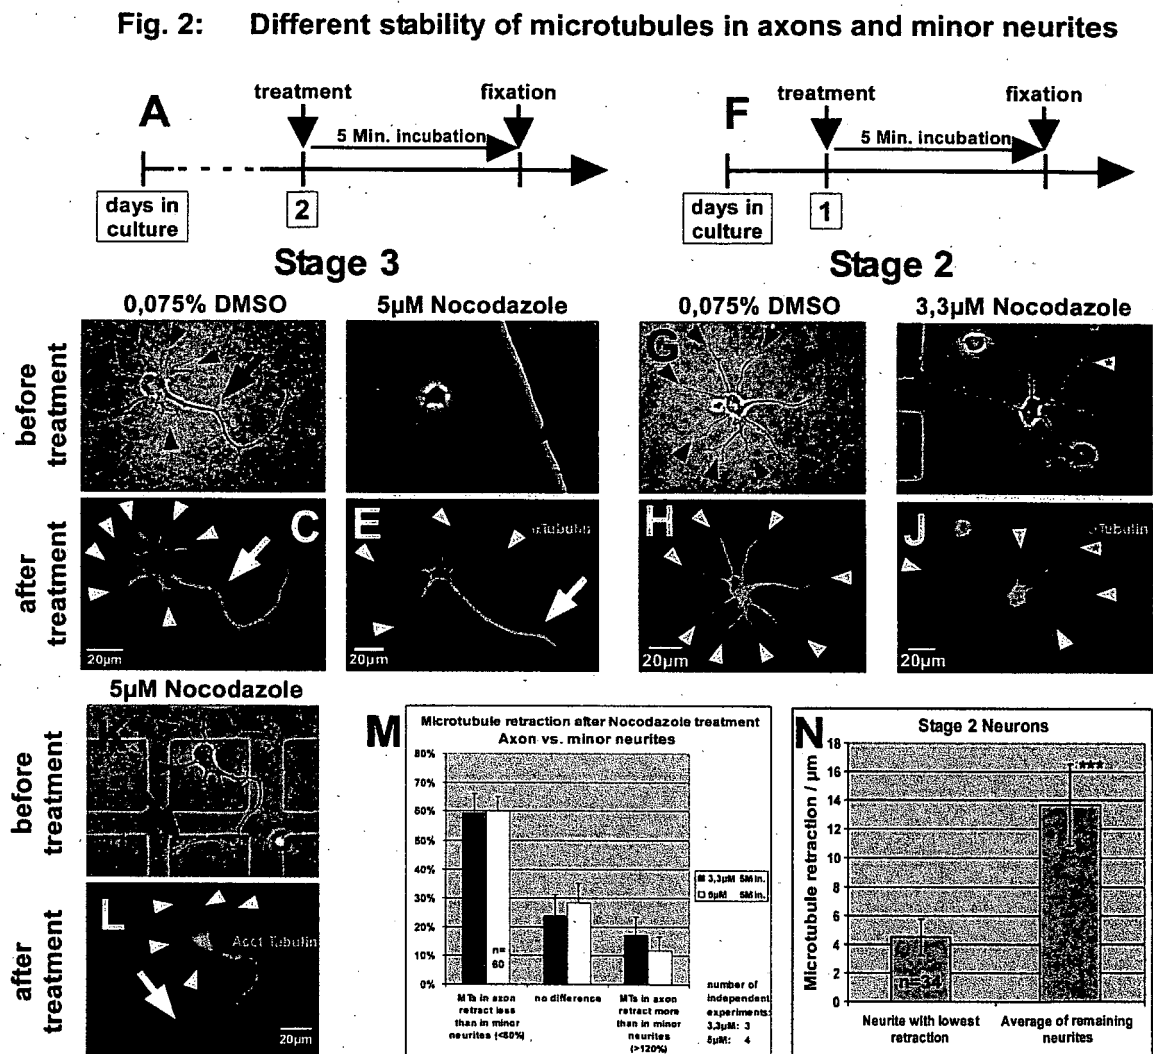 Fig. 2: Different stability of microtubules in axons and minor neurites
A
treatment
fixation
5 Min. incubation
days in
culture
2
Stage 3
F
treatment
fixation
5 Min. incubation
days in
culture
1
Stage 2
0,075% DMSO
5µM Nocodazole
0,075% DMSO
3,3µM Nocodazole
before
treatment
G
after
treatment
C
20µm
E
Tubulin
20µm
H
20µm
J
Tubulin
20µm
5µM Nocodazole
before
treatment
after
treatment
L
Acet Tubulin
20µm
M
Microtubule retraction after Nocodazole treatment
Axon vs. minor neurites
80%
70%
60%
50%
40%
30%
20%
10%
0%
n=
60
MTs in axon
retract less
than in minor
neurites (<80%)
no difference
MTs in axon
retract more
than in minor
neurites
(>120%)
3,3µM 5Min.
5µM 5Min.
number of
independent
experiments:
3,3µM: 3
5µM: 4
N
Stage 2 Neurons
Microtubule retraction / µm
18
16
14
12
10
8
6
4
2
0
***
n=34
Neurite with lowest
retraction
Average of remaining
neurites